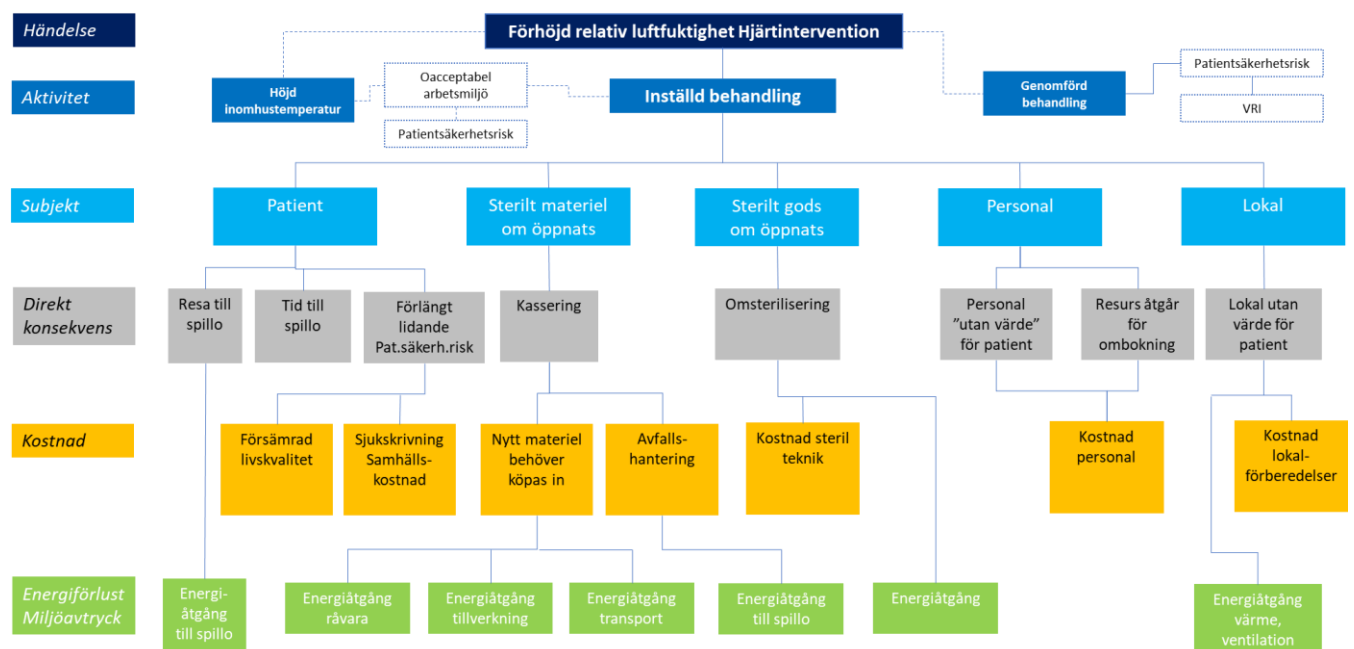 Händelse
Förhöjd relativ luftfuktighet Hjärtintervention
Aktivitet
Höjd
inomhustemperatur
Oacceptabel
arbetsmiljö
Patientsäkerhetsrisk
Inställd behandling
Genomförd
behandling
Patientsäkerhetsrisk
VRI
Subjekt
Patient
Sterilt materiel
om öppnats
Sterilt gods
om öppnats
Personal
Lokal
Direkt
konsekvens
Resa till
spillo
Tid till
spillo
Förlängt
lidande
Pat.säkerh.risk
Kassering
Omsterilisering
Personal
”utan värde”
för patient
Resurs åtgår
för
ombokning
Lokal utan
värde för
patient
Kostnad
Försämrad
livskvalitet
Sjukskrivning
Samhälls-
kostnad
Nytt materiel
behöver
köpas in
Avfalls-
hantering
Kostnad steril
teknik
Kostnad
personal
Kostnad
lokal-
förberedelser
Energiförlust
Miljöavtryck
Energi-
åtgång
till spillo
Energiåtgång
råvara
Energiåtgång
tillverkning
Energiåtgång
transport
Energiåtgång
till spillo
Energiåtgång
Energiåtgång
värme,
ventilation